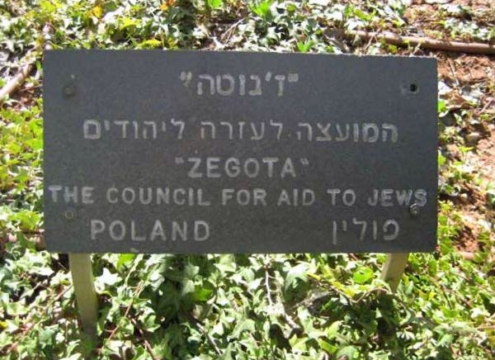 "ז'גוטה"
המועצה לעזרה ליהודים
"ZEGOTA"
THE COUNCIL FOR AID TO JEWS
POLAND פולין